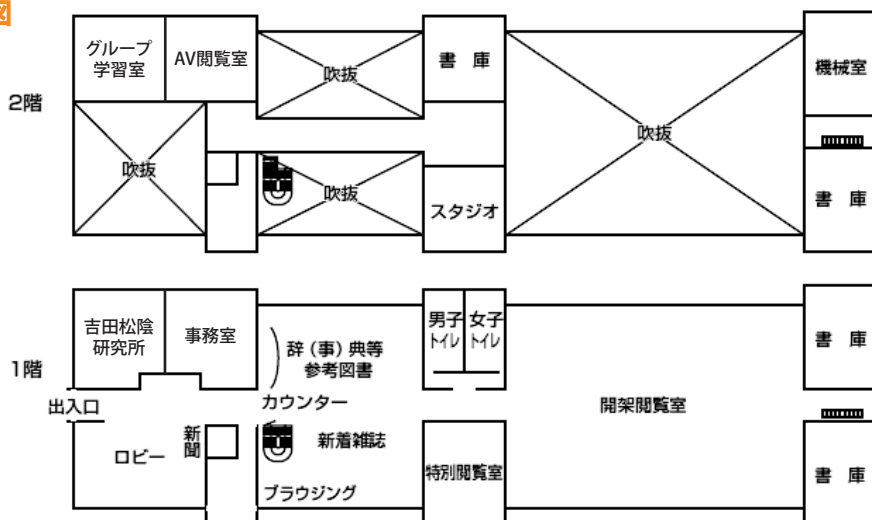 図
2階
グループ
学習室
AV閲覧室
吹抜
書 庫
機械室
吹抜
吹抜
吹抜
スタジオ
書 庫
1階
吉田松陰
研究所
事務室
辞(事)典等
参考図書
男子
トイレ
女子
トイレ
書 庫
出入口
カウンター
開架閲覧室
ロビー
新聞
新着雑誌
特別閲覧室
書 庫
ブラウジング